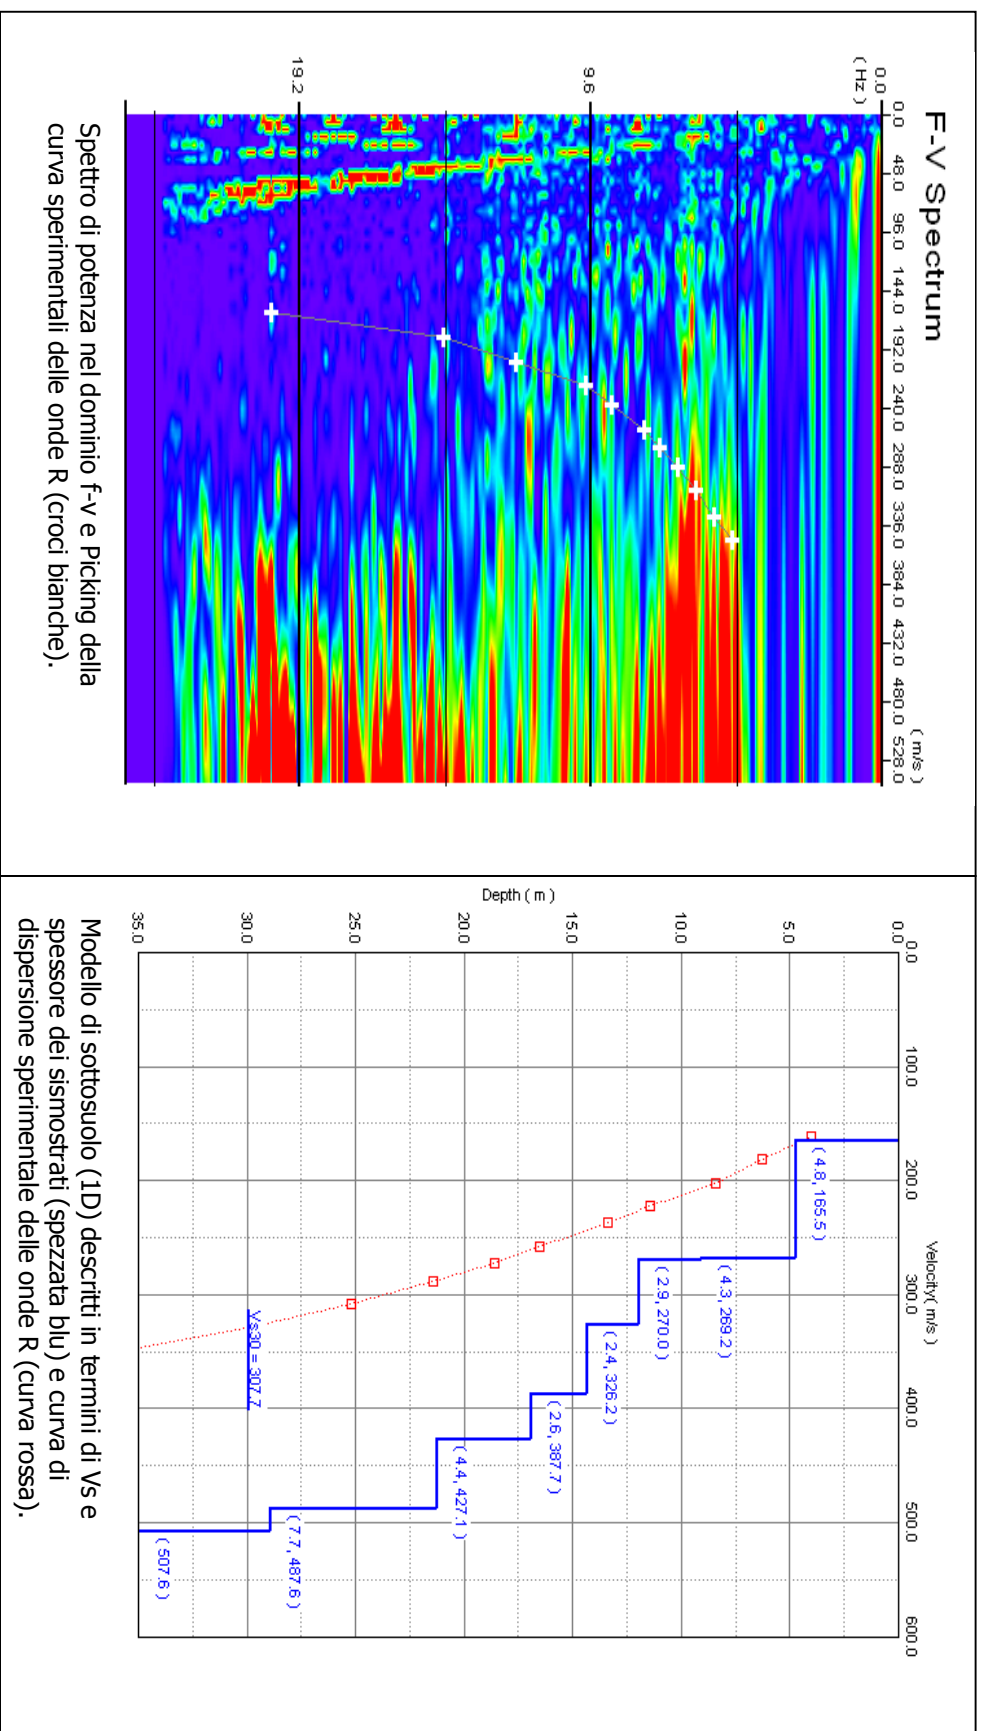 F-V Spectrum
( m/s )
0.0 48.0 96.0 144.0 192.0 240.0 288.0 336.0 384.0 432.0 480.0 528.0
0.0
( Hz )
9.6
19.2
Spettro di potenza nel dominio f-v e Picking della
curva sperimentali delle onde R (croci bianche).
Velocity( m/s )
0.0 100.0 200.0 300.0 400.0 500.0 600.0
Depth ( m )
0.0
5.0
10.0
15.0
20.0
25.0
30.0
35.0
( 4.8, 165.5 )
( 4.3, 269.2 )
( 2.9, 270.0 )
( 2.4, 326.2 )
( 2.6, 387.7 )
( 4.4, 427.1 )
( 7.7, 487.6 )
( 507.6 )
Vs30 = 307.7
Modello di sottosuolo (1D) descritti in termini di Vs e
spessore dei sismostrati (spezzata blu) e curva di
dispersione sperimentale delle onde R (curva rossa).